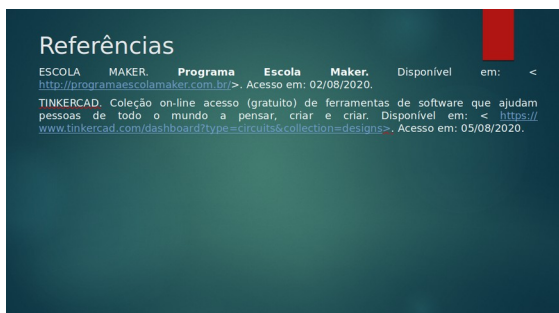 Referências
ESCOLA MAKER. Programa Escola Maker. Disponível em: <
http://programaescolamaker.com.br/>. Acesso em: 02/08/2020.
TINKERCAD. Coleção on-line acesso (gratuito) de ferramentas de software que ajudam
pessoas de todo o mundo a pensar, criar e criar. Disponível em: < https://
www.tinkercad.com/dashboard?type=circuits&collection=designs>. Acesso em: 05/08/2020.